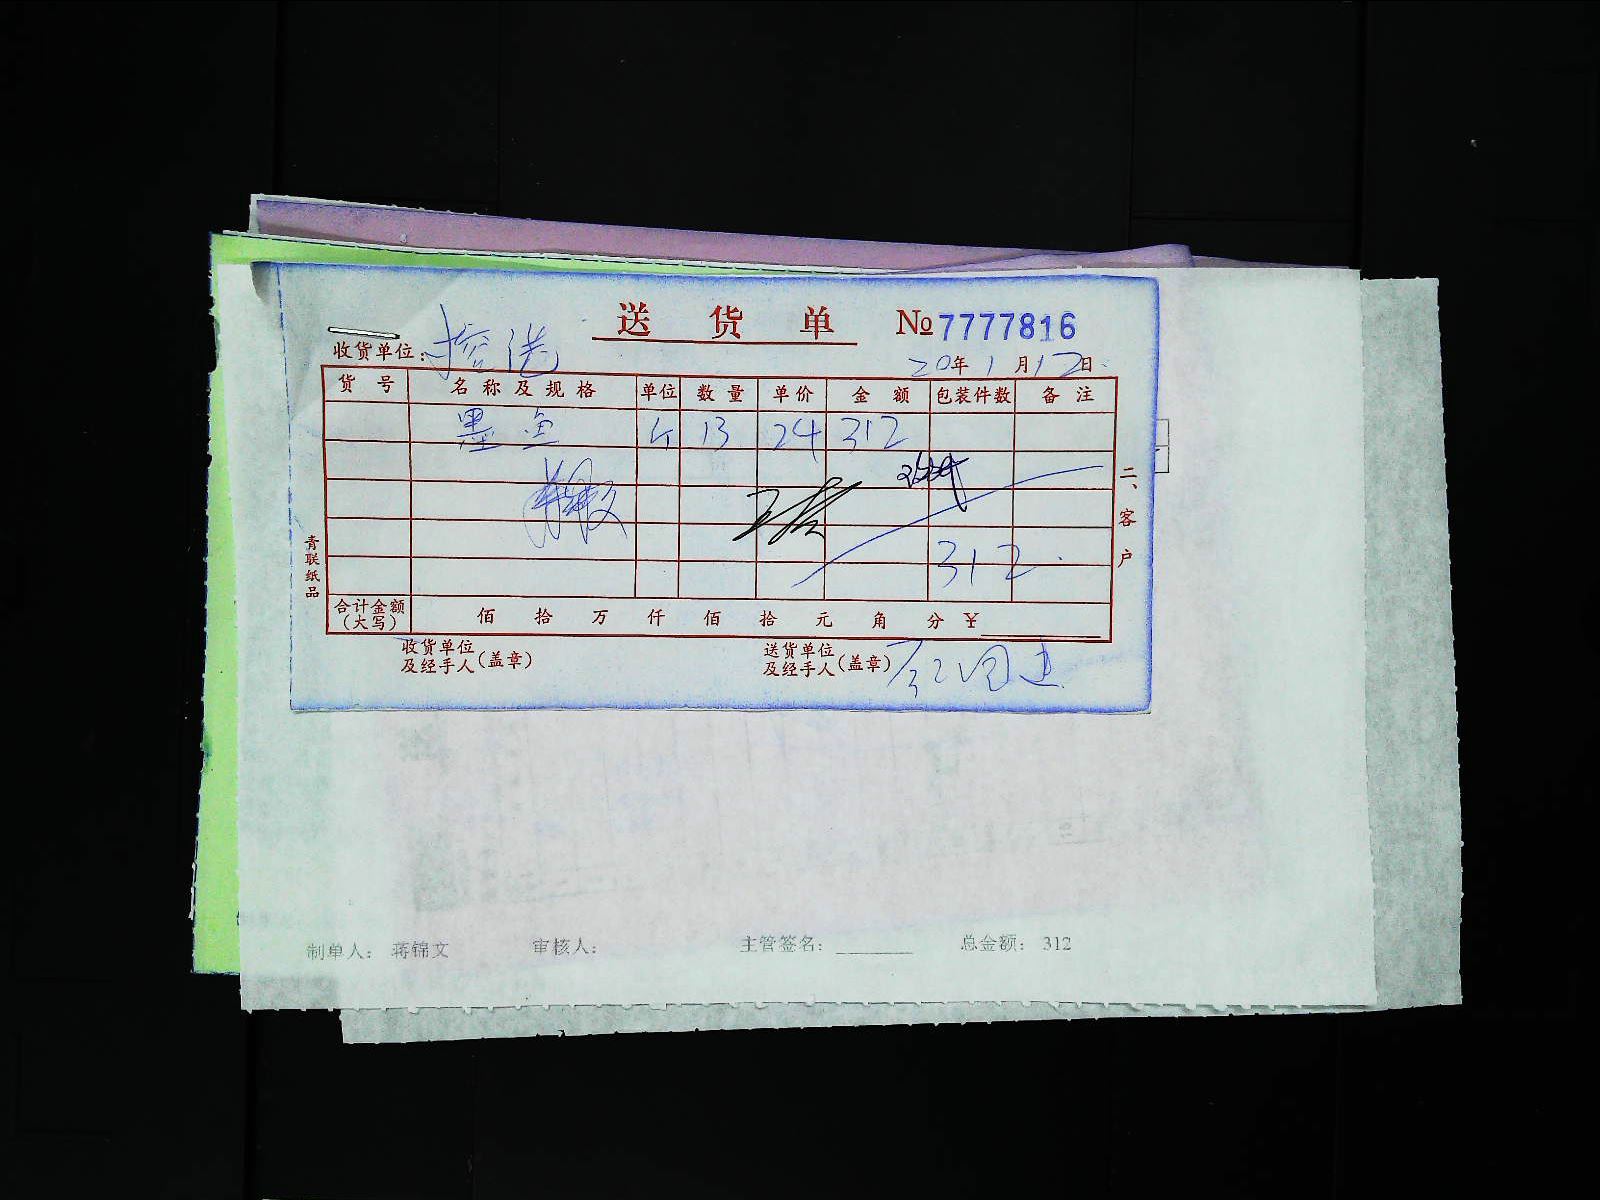 送货单 №7777816
收货单位:
20年1月12日
货号 名称及规格 单位 数量 单价 金额 包装件数 备注
墨鱼 斤 13 24 312
312
二、客户
青联纸品
合计金额(大写) 佰 拾 万 仟 佰 拾 元 角 分 ¥
收货单位及经手人(盖章) 送货单位及经手人(盖章)
制单人: 蒋锦文 审核人: 主管签名: 总金额: 312